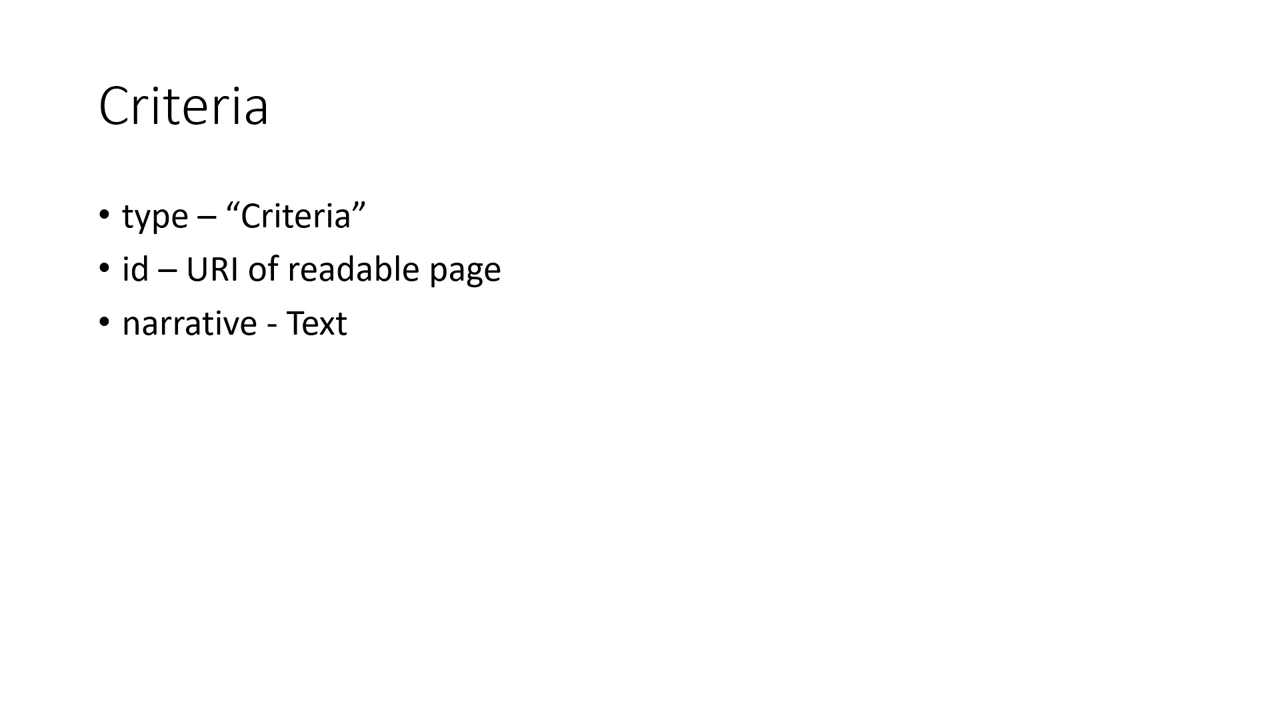 Criteria
• type – “Criteria”
• id – URI of readable page
• narrative - Text